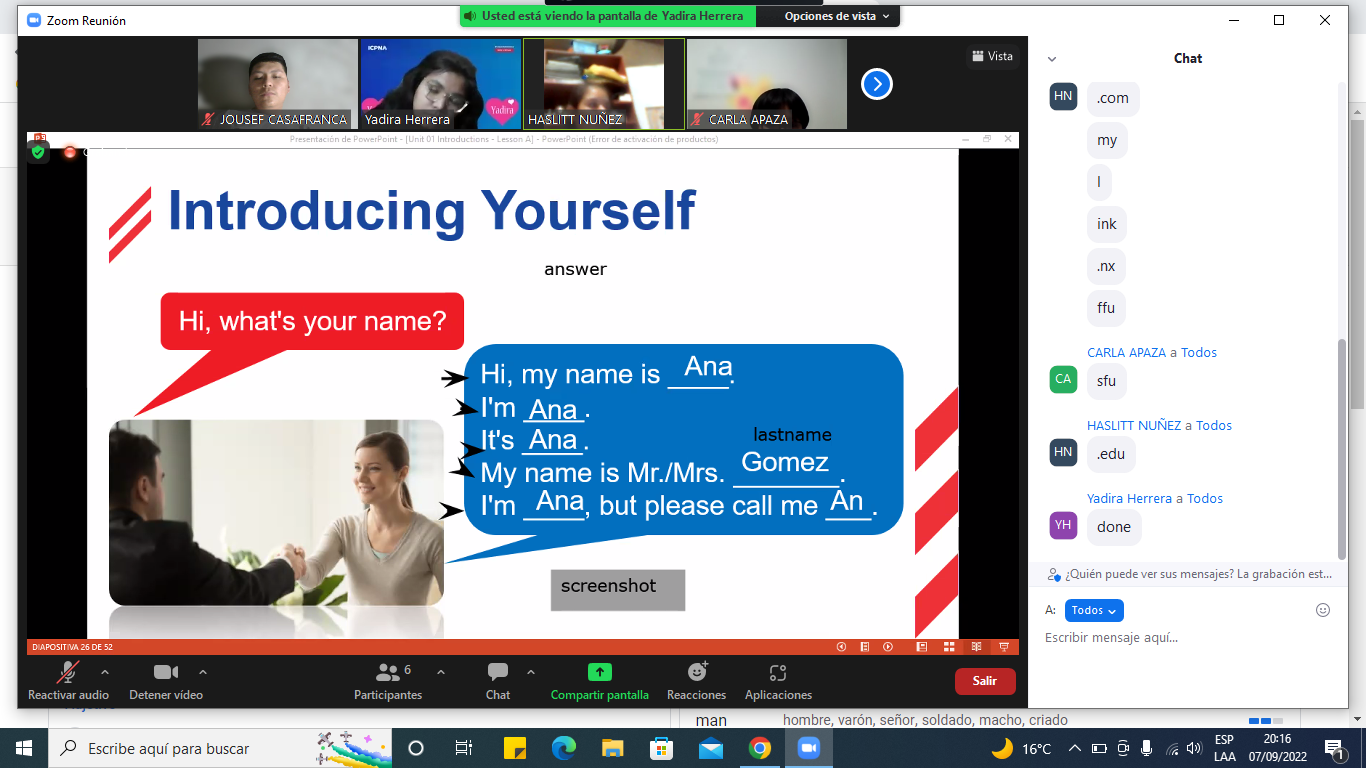 Zoom Reunión
Usted está viendo la pantalla de Yadira Herrera
Opciones de vista
Vista
ICPNA
Yadira
JOUSEF CASAFRANCA
Yadira Herrera
HASLITT NUÑEZ
CARLA APAZA
Presentación de PowerPoint - [Unit 01 Introductions - Lesson A] - PowerPoint (Error de activación de productos)
Introducing Yourself
answer
Hi, what's your name?
Hi, my name is Ana.
I'm Ana.
It's Ana.
lastname
My name is Mr./Mrs. Gomez.
I'm Ana, but please call me An.
screenshot
DIAPOSITIVA 26 DE 52
Reactivar audio
Detener vídeo
6
Participantes
Chat
Compartir pantalla
Reacciones
Aplicaciones
Salir
Chat
HN
.com
my
I
ink
.nx
ffu
CARLA APAZA a Todos
CA
sfu
HASLITT NUÑEZ a Todos
HN
.edu
Yadira Herrera a Todos
YH
done
¿Quién puede ver sus mensajes? La grabación est...
A: Todos
Escribir mensaje aquí...
man
hombre, varón, señor, soldado, macho, criado
Escribe aquí para buscar
16°C
ESP
LAA
20:16
07/09/2022
1